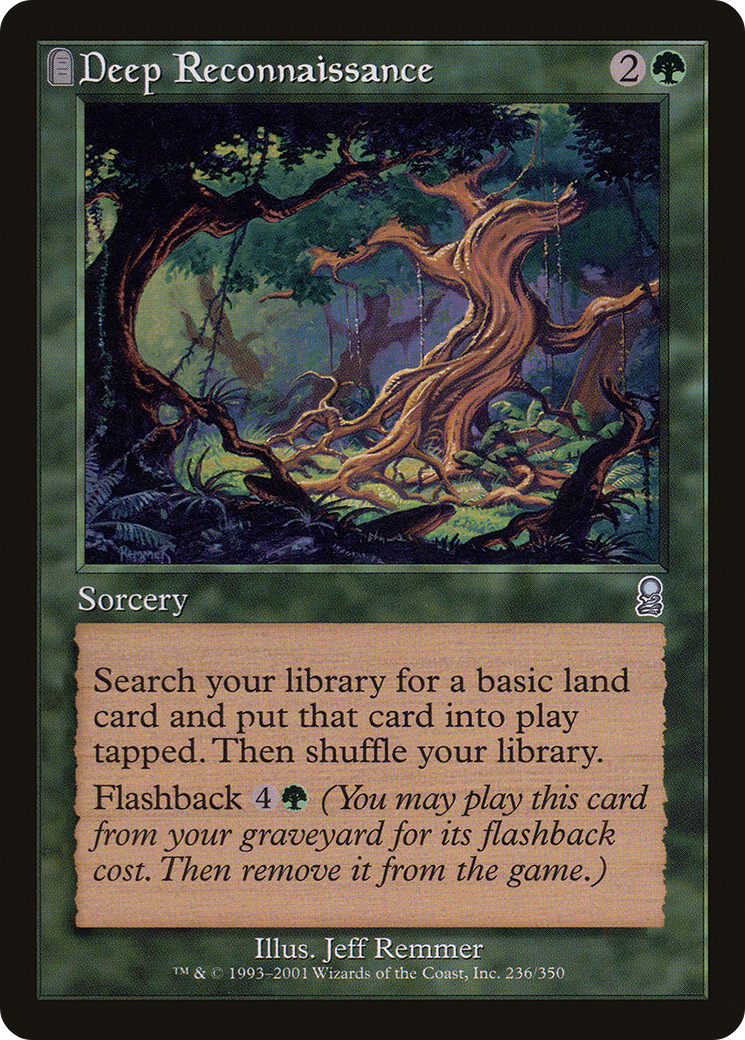 Deep Reconnaissance 2
Remmer
Sorcery
Search your library for a basic land
card and put that card into play
tapped. Then shuffle your library.
Flashback 4 (You may play this card
from your graveyard for its flashback
cost. Then remove it from the game.)
Illus. Jeff Remmer
™ & © 1993–2001 Wizards of the Coast, Inc. 236/350